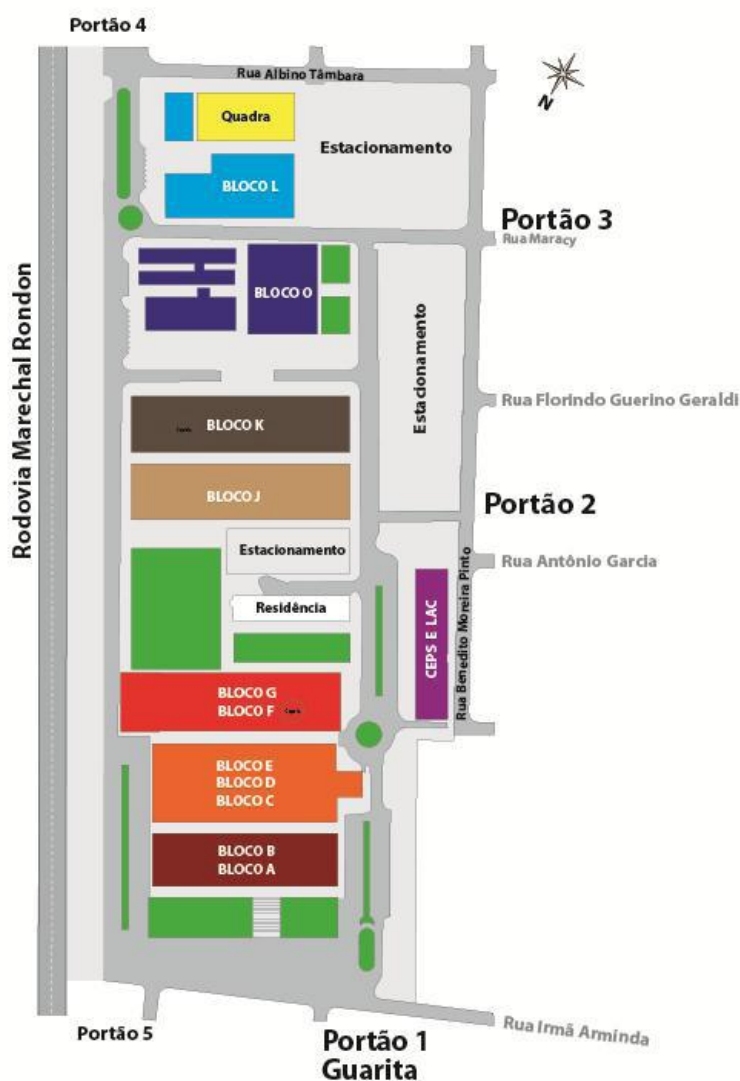 Portão 4
Rua Albino Tâmbara
N
Quadra
Estacionamento
BLOCO L
Portão 3
Rua Maracy
BLOCO O
Estacionamento
Rodovia Marechal Rondon
Rua Florindo Guerino Geraldi
BLOCO K
BLOCO J
Portão 2
Estacionamento
Rua Antônio Garcia
Residência
CEPS E LAC
Rua Benedito Moreira Pinto
BLOCO G
BLOCO F
BLOCO E
BLOCO D
BLOCO C
BLOCO B
BLOCO A
Portão 5
Portão 1
Guarita
Rua Irmã Arminda